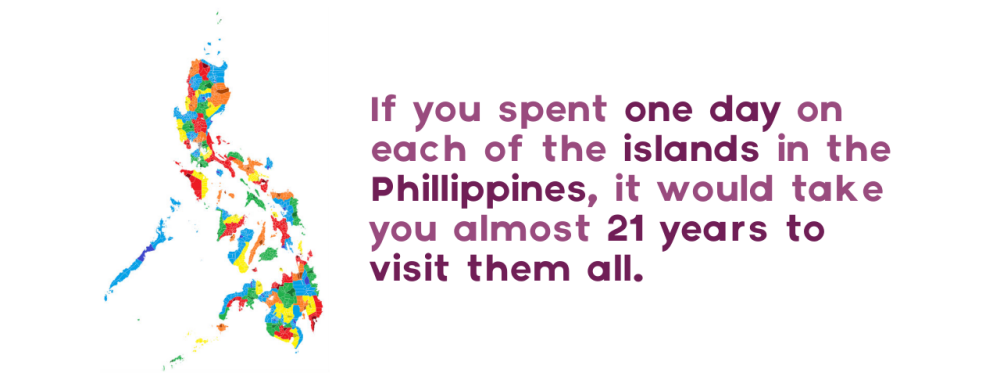 If you spent one day on
each of the islands in the
Phillippines, it would take
you almost 21 years to
visit them all.